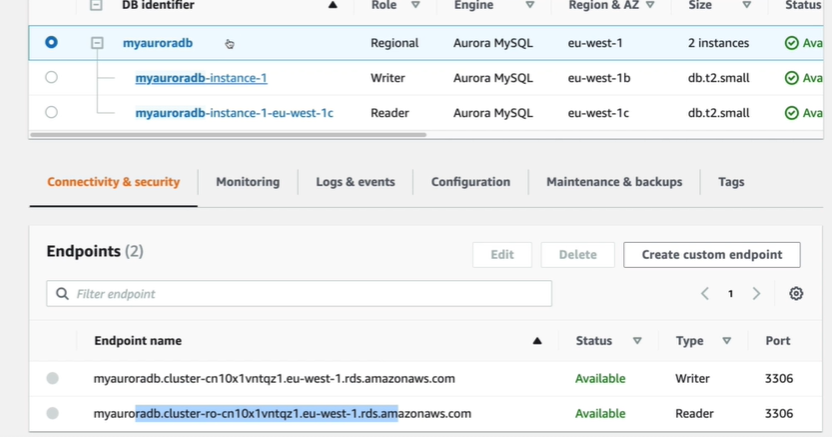 DB identifier Role Engine Region & AZ Size Status
myauroradb Regional Aurora MySQL eu-west-1 2 instances Ava
myauroradb-instance-1 Writer Aurora MySQL eu-west-1b db.t2.small Ava
myauroradb-instance-1-eu-west-1c Reader Aurora MySQL eu-west-1c db.t2.small Ava
Connectivity & security Monitoring Logs & events Configuration Maintenance & backups Tags
Endpoints (2) Edit Delete Create custom endpoint
Filter endpoint 1
Endpoint name Status Type Port
myauroradb.cluster-cn10x1vntqz1.eu-west-1.rds.amazonaws.com Available Writer 3306
myauroradb.cluster-ro-cn10x1vntqz1.eu-west-1.rds.amazonaws.com Available Reader 3306